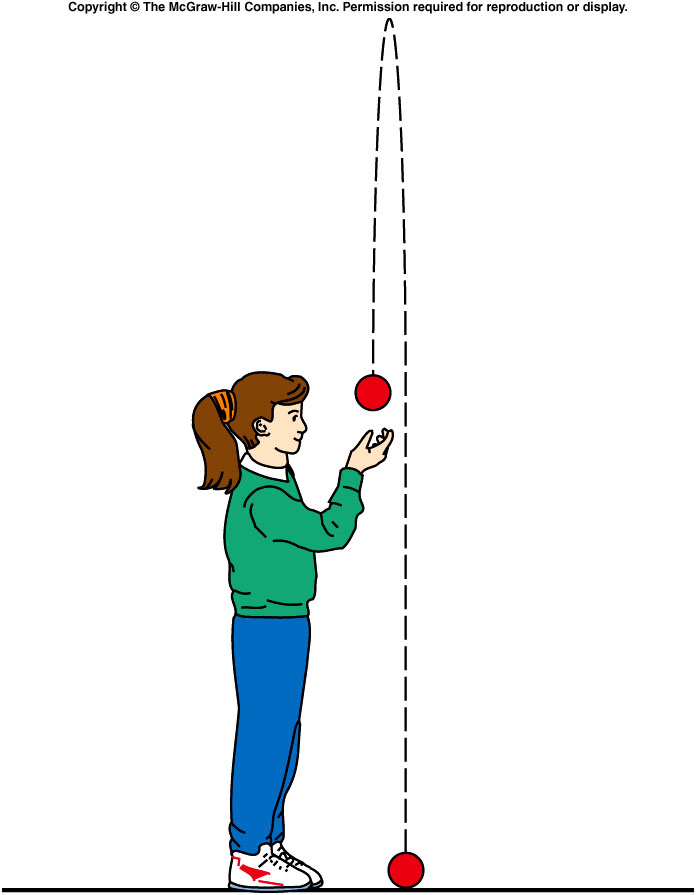 Copyright © The McGraw-Hill Companies, Inc. Permission required for reproduction or display.